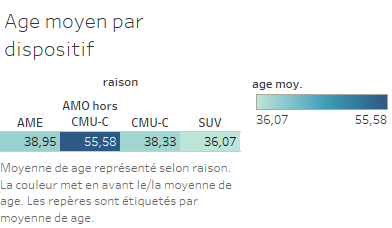 Age moyen par
dispositif
raison
AMO hors
AME CMU-C CMU-C SUV
38,95 55,58 38,33 36,07
age moy.
36,07 55,58
Moyenne de age représenté selon raison.
La couleur met en avant le/la moyenne de
age. Les repères sont étiquetés par
moyenne de age.